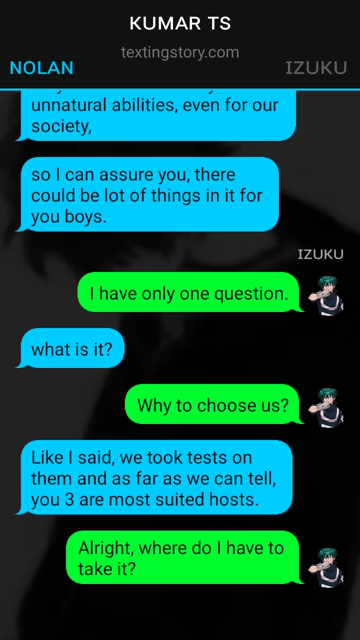 KUMAR TS
textingstory.com
NOLAN
IZUKU
unnatural abilities, even for our
society,
so I can assure you, there
could be lot of things in it for
you boys.
IZUKU
I have only one question.
what is it?
Why to choose us?
Like I said, we took tests on
them and as far as we can tell,
you 3 are most suited hosts.
Alright, where do I have to
take it?